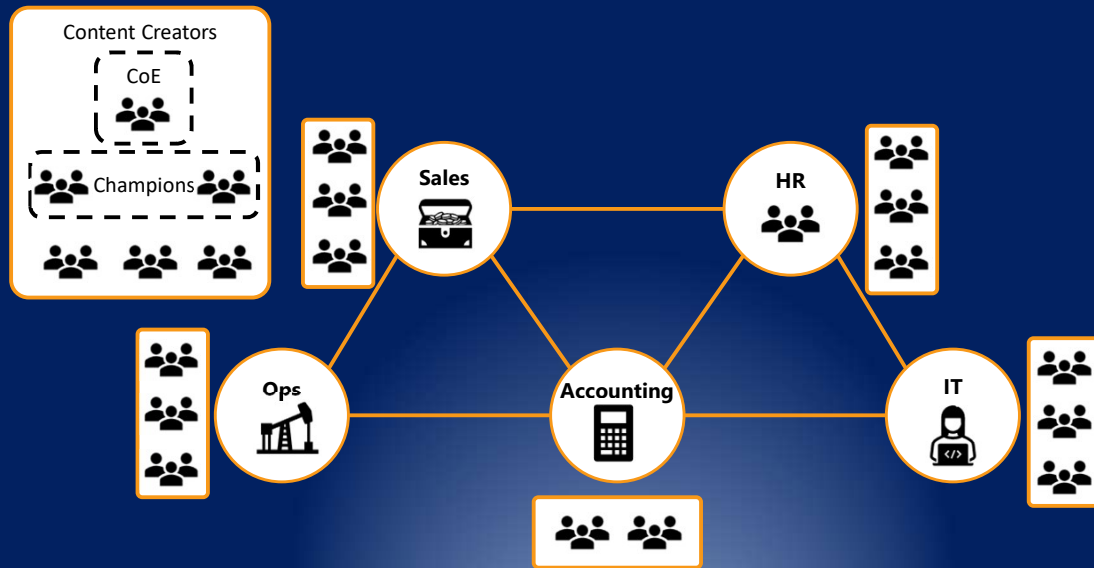 Content Creators
CoE
Champions
Sales
HR
Ops
Accounting
IT
</>